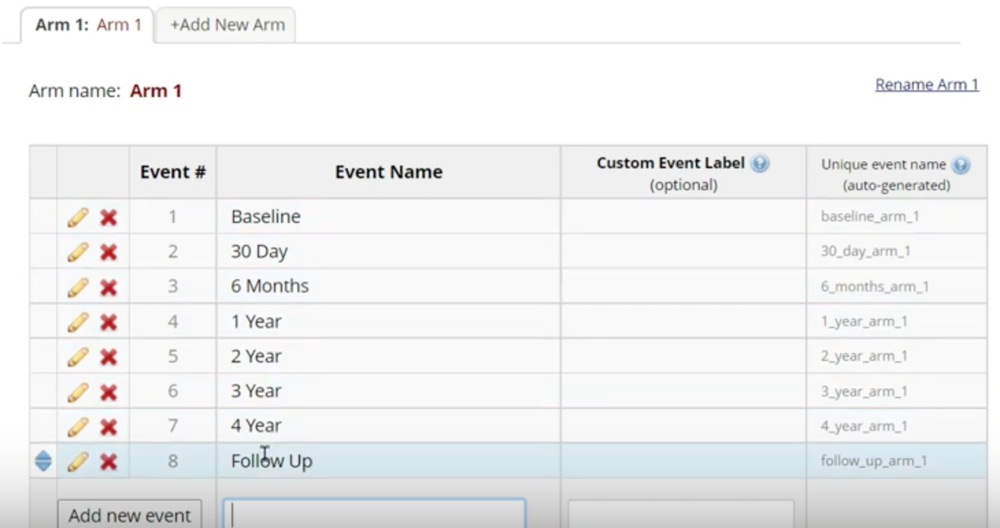 Arm 1: Arm 1 +Add New Arm
Arm name: Arm 1 Rename Arm 1
Event # Event Name Custom Event Label (optional) Unique event name (auto-generated)
1 Baseline baseline_arm_1
2 30 Day 30_day_arm_1
3 6 Months 6_months_arm_1
4 1 Year 1_year_arm_1
5 2 Year 2_year_arm_1
6 3 Year 3_year_arm_1
7 4 Year 4_year_arm_1
8 Follow Up follow_up_arm_1
Add new event